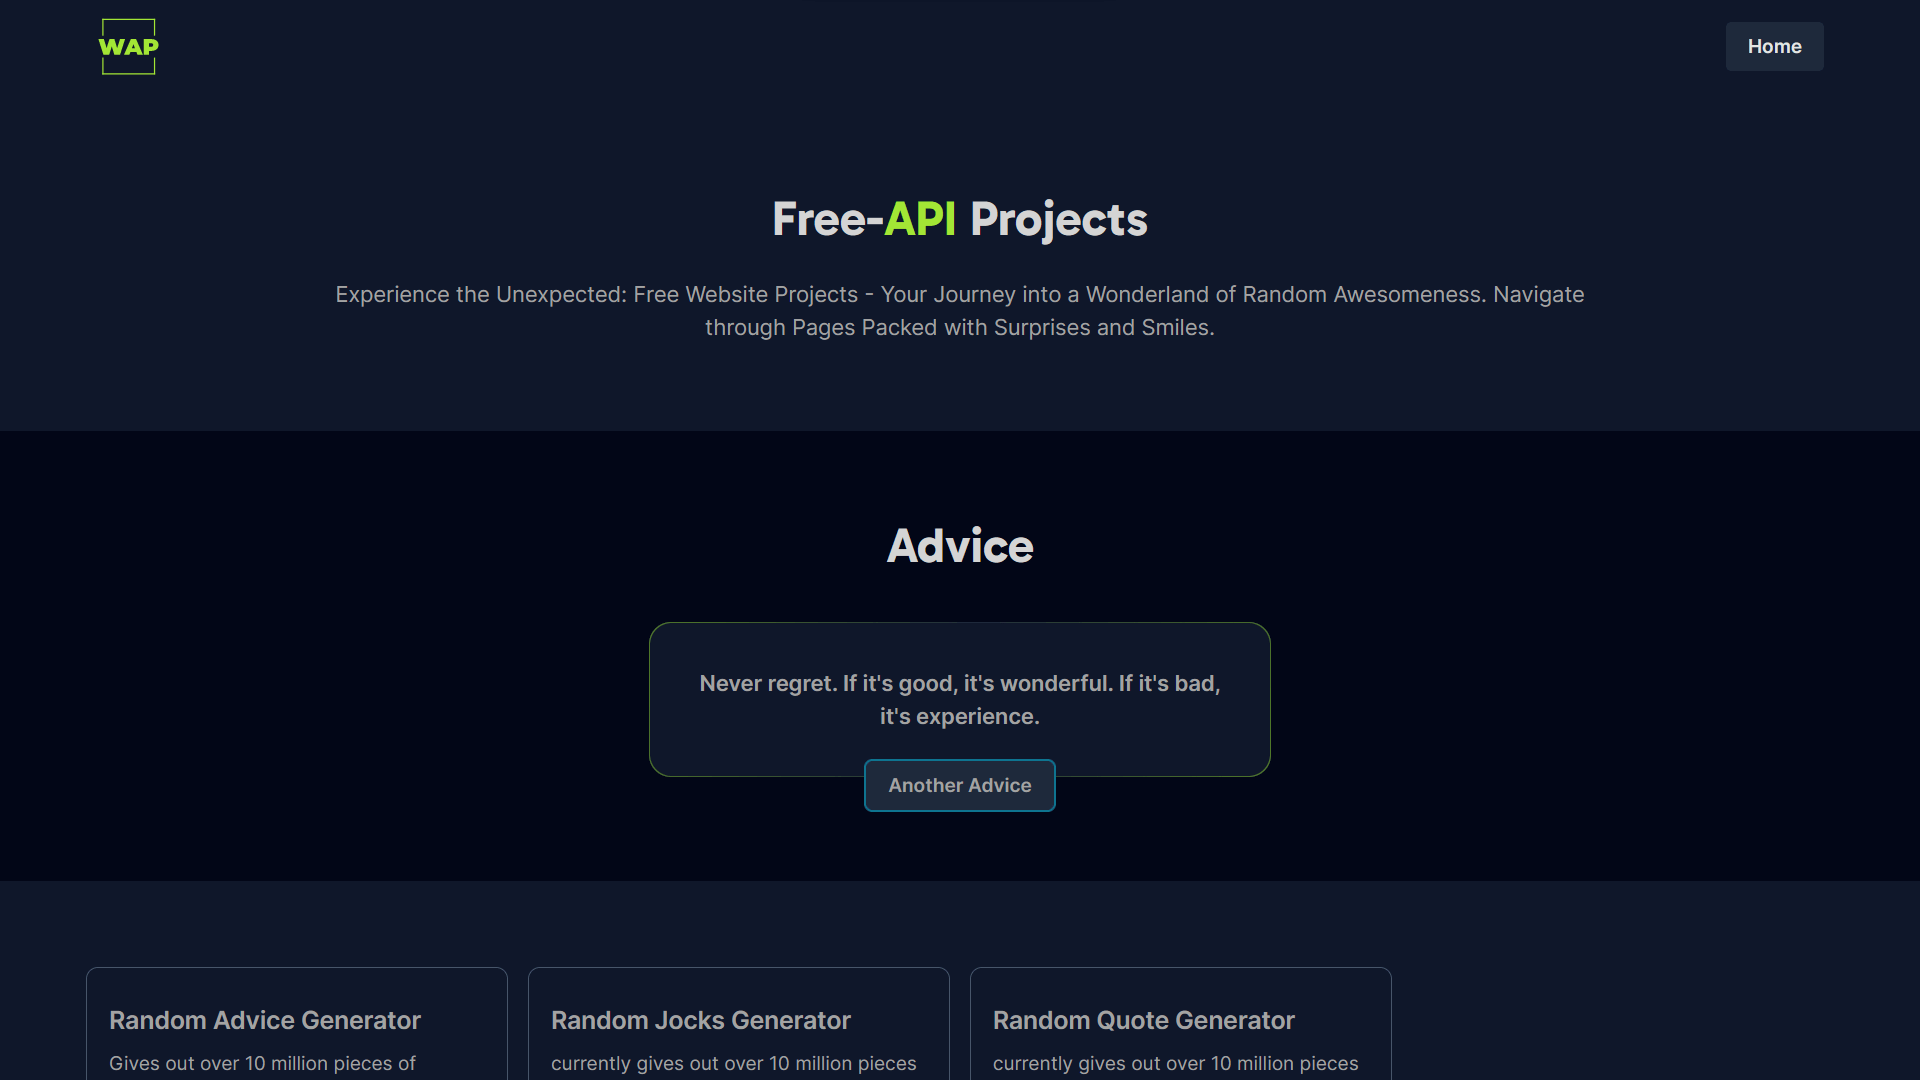 WAP
Home
Free-API Projects
Experience the Unexpected: Free Website Projects - Your Journey into a Wonderland of Random Awesomeness. Navigate
through Pages Packed with Surprises and Smiles.
Advice
Never regret. If it's good, it's wonderful. If it's bad,
it's experience.
Another Advice
Random Advice Generator
Gives out over 10 million pieces of
Random Jocks Generator
currently gives out over 10 million pieces
Random Quote Generator
currently gives out over 10 million pieces